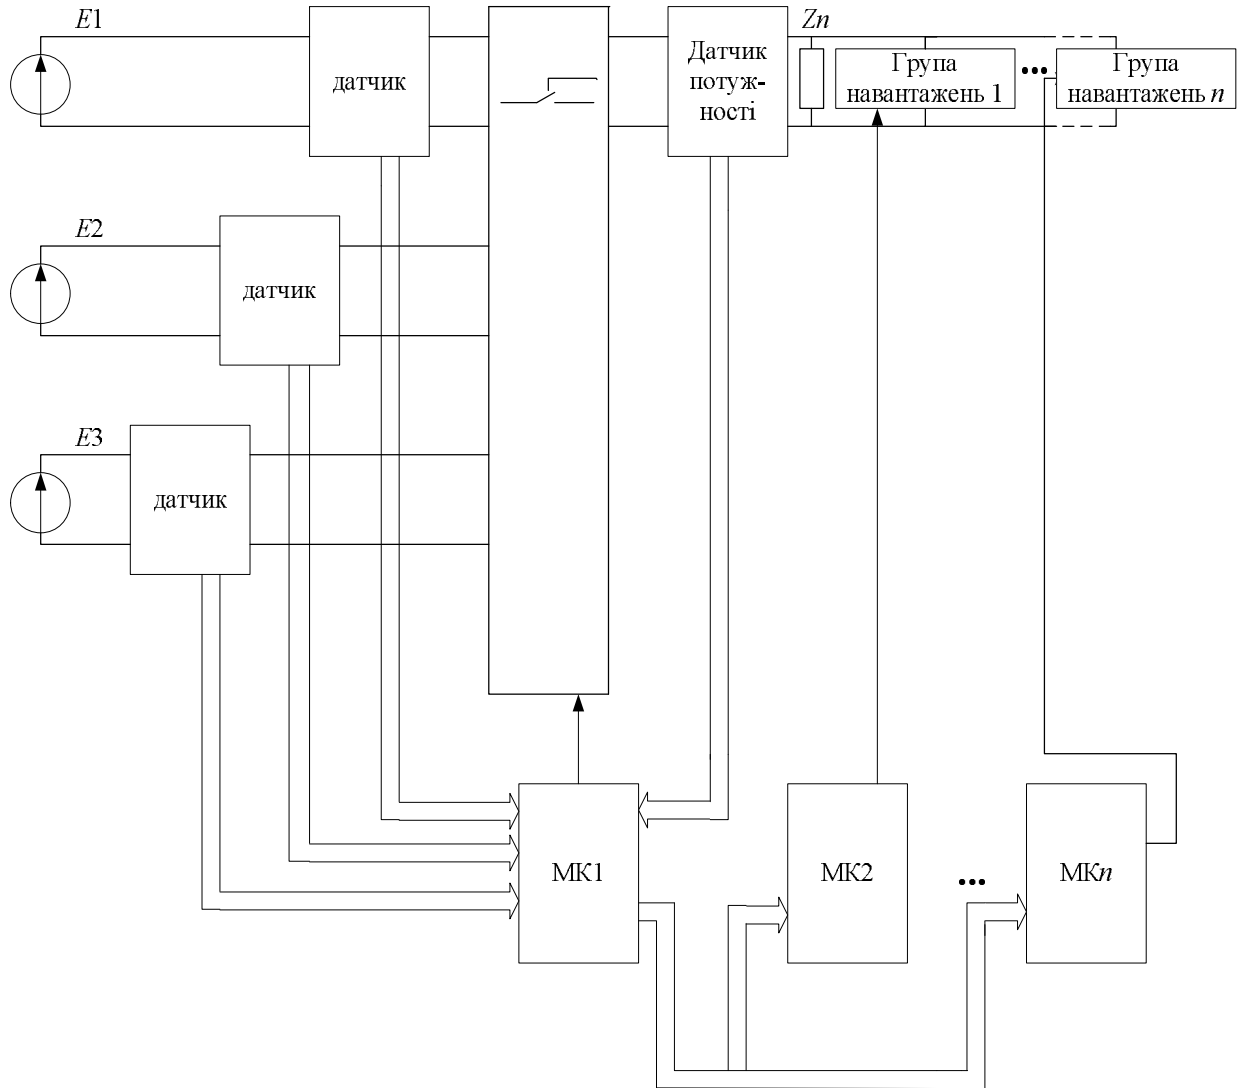 E1
датчик
Датчик
потуж-
ності
Zn
Група
навантажень 1
...
Група
навантажень n
E2
датчик
E3
датчик
МК1
МК2
...
МКn